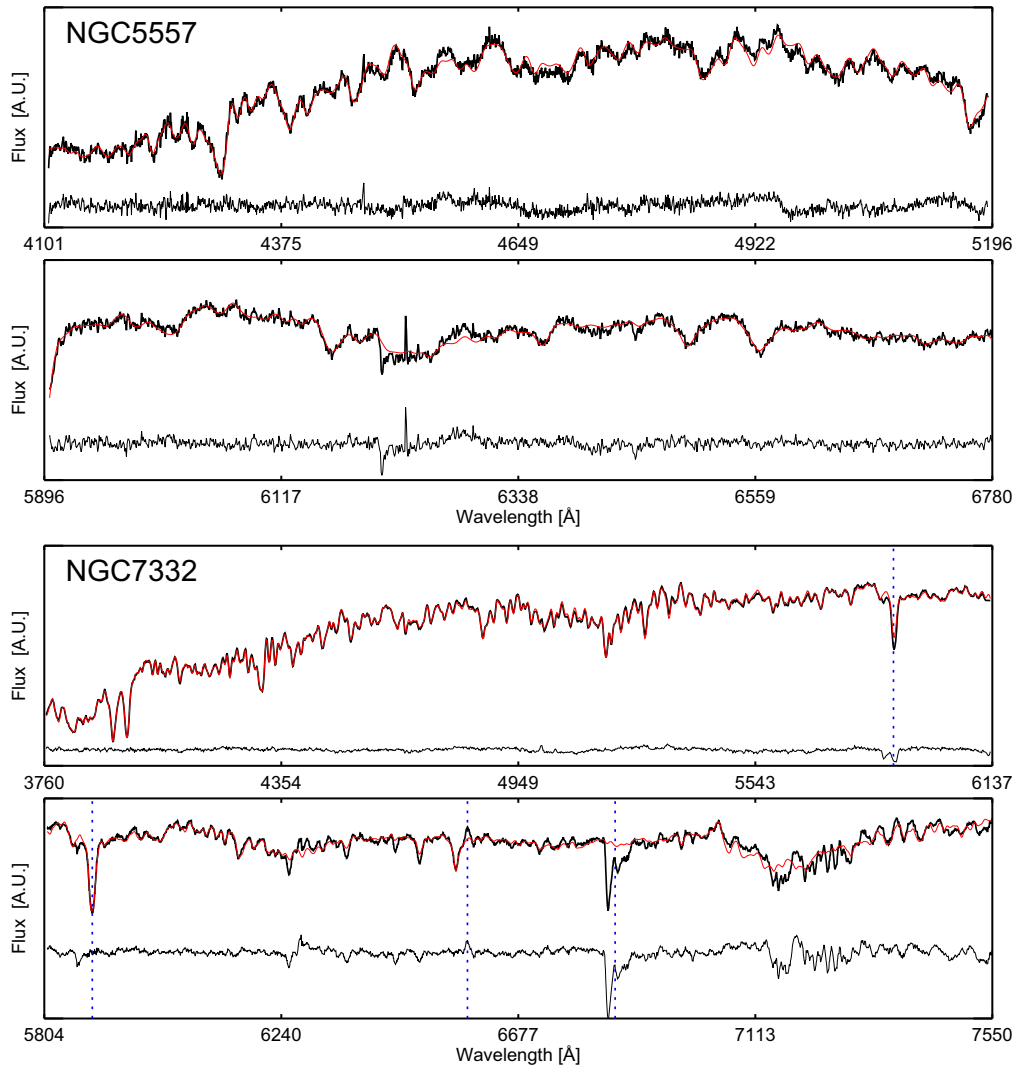 NGC5557
Flux [A.U.]
4101 4375 4649 4922 5196
Flux [A.U.]
5896 6117 6338 6559 6780
Wavelength [Å]
NGC7332
Flux [A.U.]
3760 4354 4949 5543 6137
Flux [A.U.]
5804 6240 6677 7113 7550
Wavelength [Å]